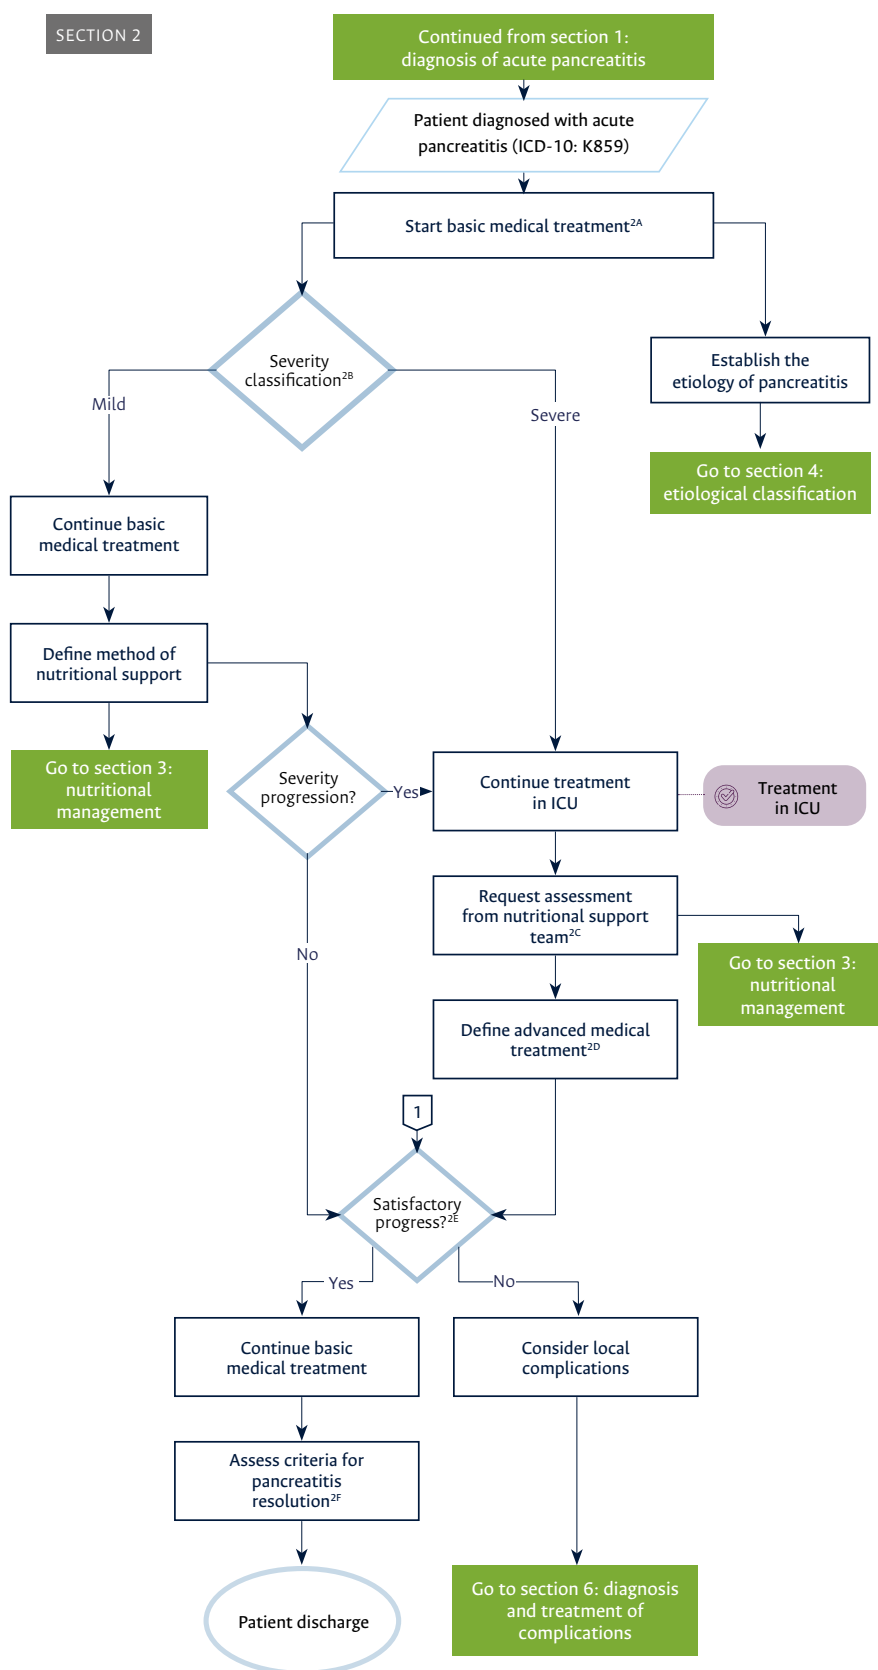 SECTION 2
Continued from section 1:
diagnosis of acute pancreatitis
Patient diagnosed with acute
pancreatitis (ICD-10: K859)
Start basic medical treatment2A
Severity
classification2B
Establish the
etiology of pancreatitis
Mild
Severe
Go to section 4:
etiological classification
Continue basic
medical treatment
Define method of
nutritional support
Go to section 3:
nutritional
management
Severity
progression?
Yes
Continue treatment
in ICU
Treatment
in ICU
Request assessment
from nutritional support
team2C
No
Go to section 3:
nutritional
management
Define advanced medical
treatment2D
1
Satisfactory
progress?2E
Yes
No
Continue basic
medical treatment
Consider local
complications
Assess criteria for
pancreatitis
resolution2F
Patient discharge
Go to section 6: diagnosis
and treatment of
complications